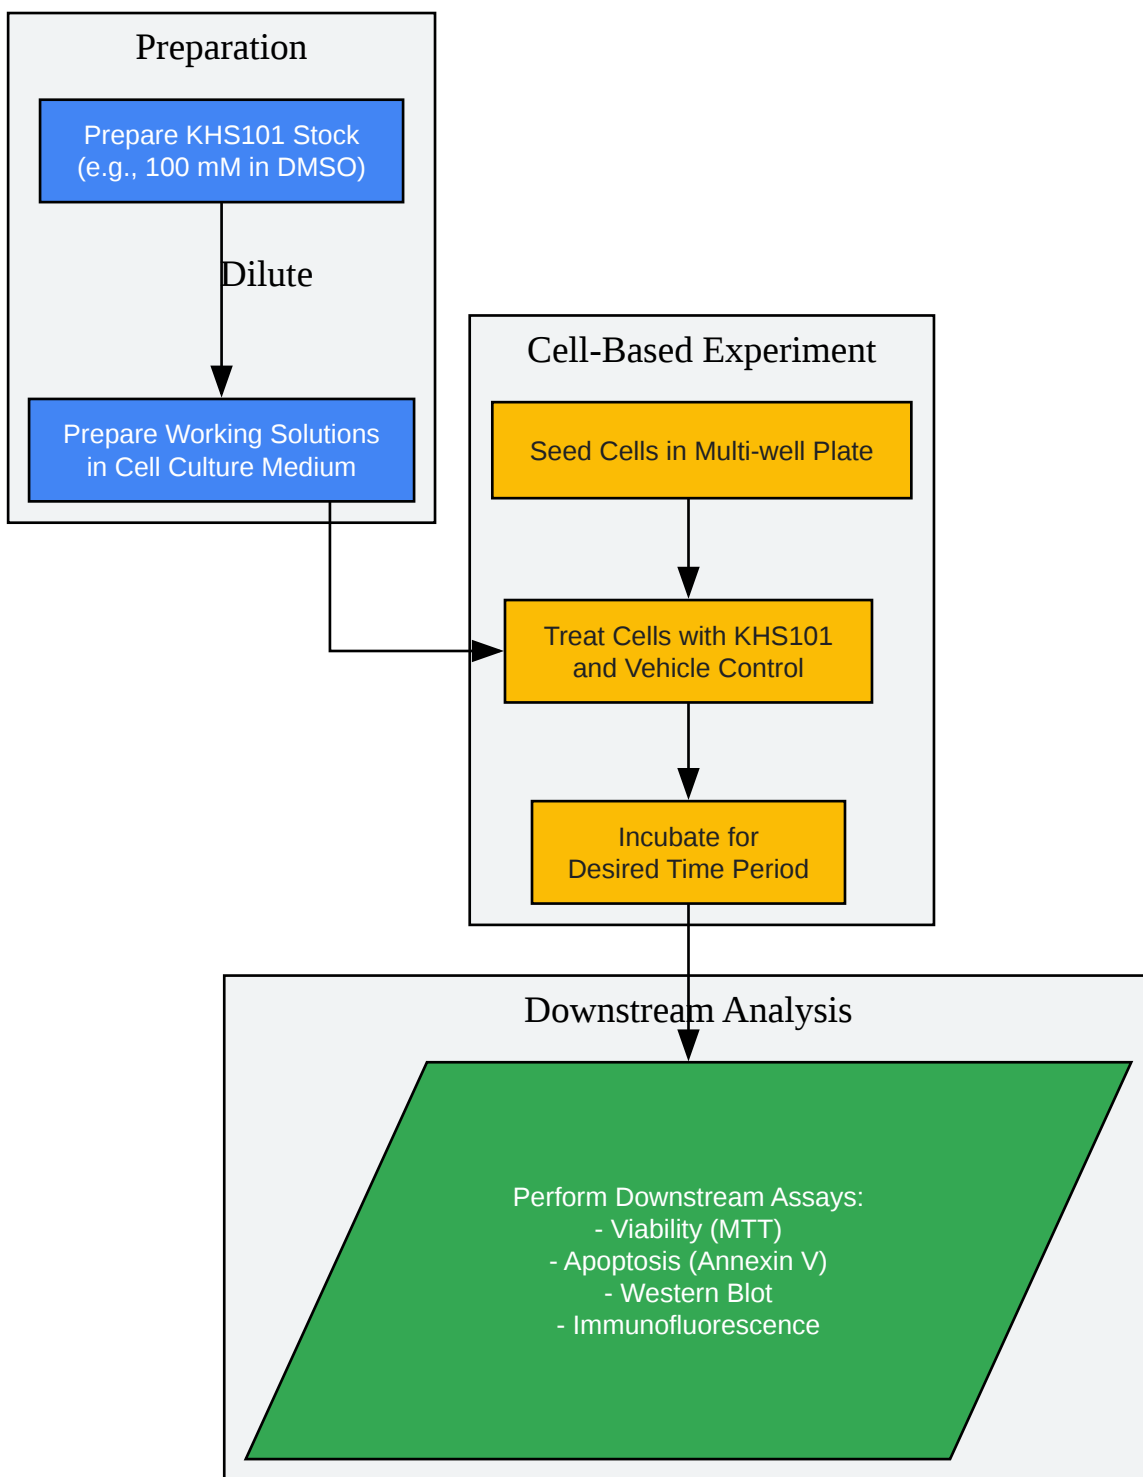 Preparation
Prepare KHS101 Stock
(e.g., 100 mM in DMSO)
Dilute
Prepare Working Solutions
in Cell Culture Medium
Cell-Based Experiment
Seed Cells in Multi-well Plate
Treat Cells with KHS101
and Vehicle Control
Incubate for
Desired Time Period
Downstream Analysis
Perform Downstream Assays:
- Viability (MTT)
- Apoptosis (Annexin V)
- Western Blot
- Immunofluorescence